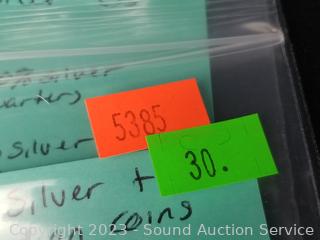 silver
quarters
5385
silver
30.
Silver +
coins
Copyright 2023 - Sound Auction Service